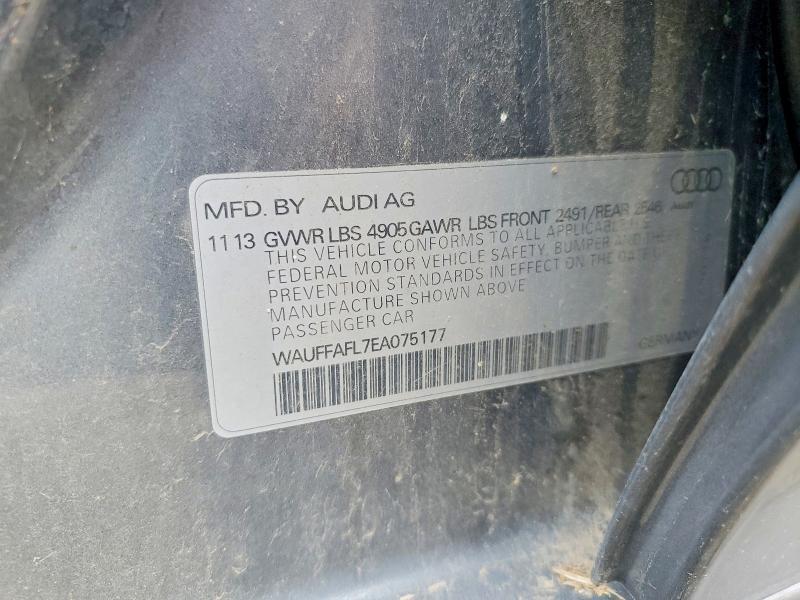 MFD. BY AUDI AG
11 13 GVWR LBS 4905 GAWR LBS FRONT 2491/REAR 2546
Audi
THIS VEHICLE CONFORMS TO ALL APPLICABLE US
FEDERAL MOTOR VEHICLE SAFETY, BUMPER AND THEFT
PREVENTION STANDARDS IN EFFECT ON THE DATE OF
MANUFACTURE SHOWN ABOVE
PASSENGER CAR
WAUFFAFL7EA075177
GERMANY